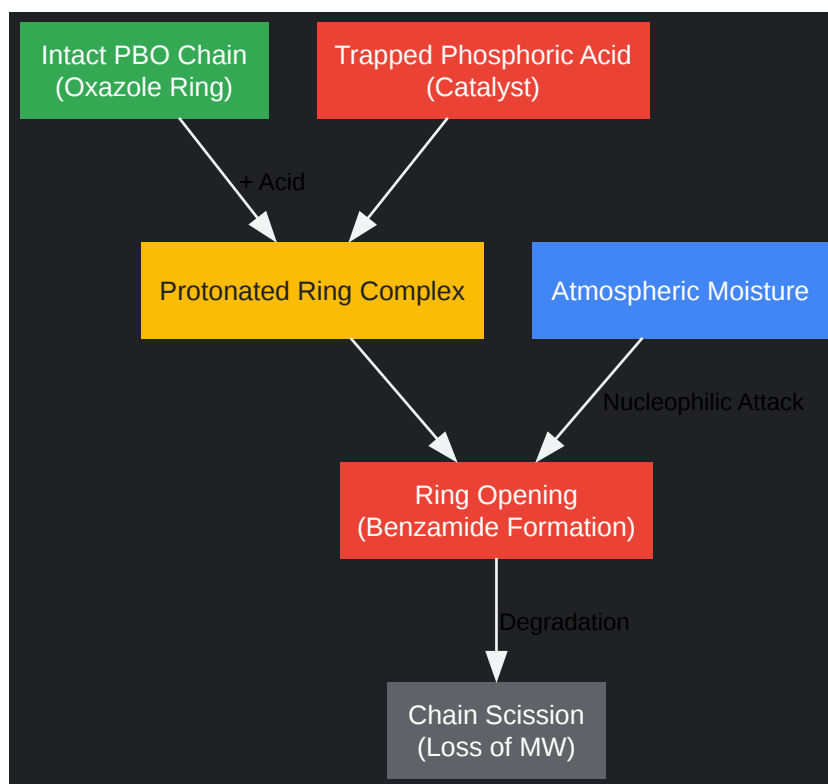 Intact PBO Chain
(Oxazole Ring)
Trapped Phosphoric Acid
(Catalyst)
+ Acid
Protonated Ring Complex
Atmospheric Moisture
Nucleophilic Attack
Ring Opening
(Benzamide Formation)
Degradation
Chain Scission
(Loss of MW)